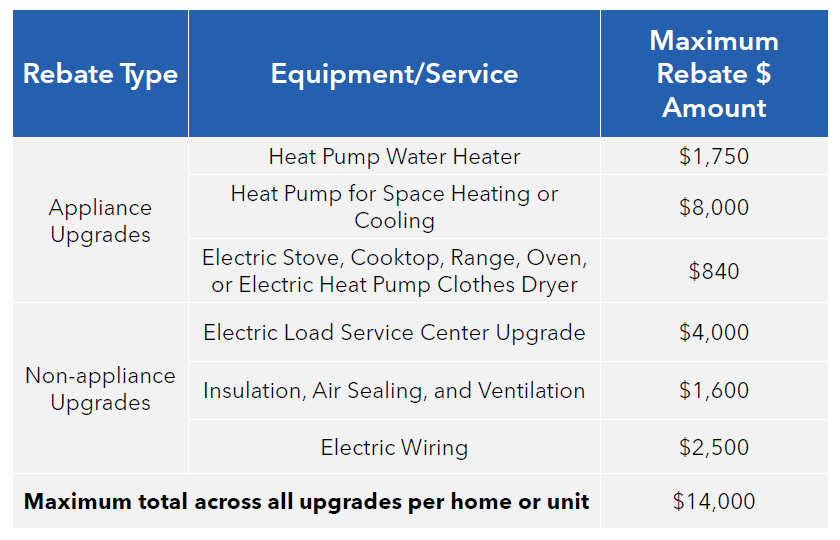 Rebate Type
Equipment/Service
Maximum
Rebate $
Amount
Appliance
Upgrades
Heat Pump Water Heater
$1,750
Heat Pump for Space Heating or
Cooling
$8,000
Electric Stove, Cooktop, Range, Oven,
or Electric Heat Pump Clothes Dryer
$840
Non-appliance
Upgrades
Electric Load Service Center Upgrade
$4,000
Insulation, Air Sealing, and Ventilation
$1,600
Electric Wiring
$2,500
Maximum total across all upgrades per home or unit
$14,000